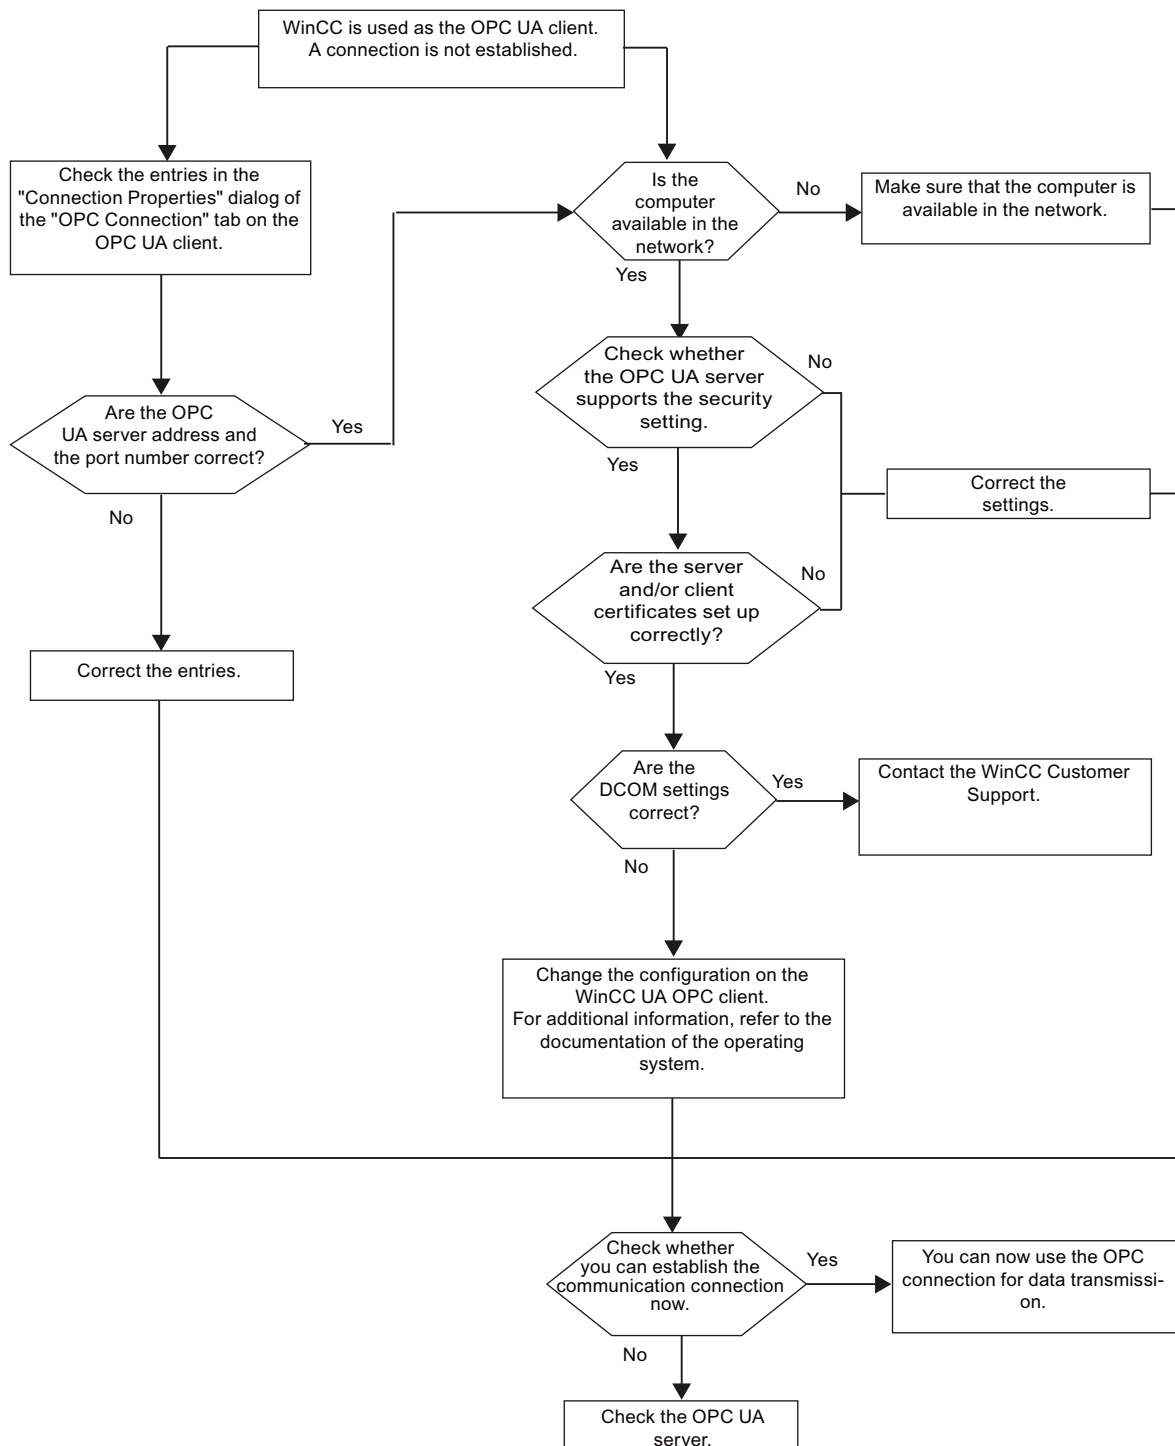 WinCC is used as the OPC UA client.
A connection is not established.
Check the entries in the
"Connection Properties" dialog of
the "OPC Connection" tab on the
OPC UA client.
Is the
computer
available in the
network?
No
Make sure that the computer is
available in the network.
Yes
Check whether
the OPC UA server
supports the security
setting.
No
Are the OPC
UA server address and
the port number correct?
Yes
Yes
No
Correct the
settings.
Are the server
and/or client
certificates set up
correctly?
No
Correct the entries.
Yes
Are the
DCOM settings
correct?
Yes
Contact the WinCC Customer
Support.
No
Change the configuration on the
WinCC UA OPC client.
For additional information, refer to the
documentation of the operating
system.
Check whether
you can establish the
communication connection
now.
Yes
You can now use the OPC
connection for data transmissi-
on.
No
Check the OPC UA
server.